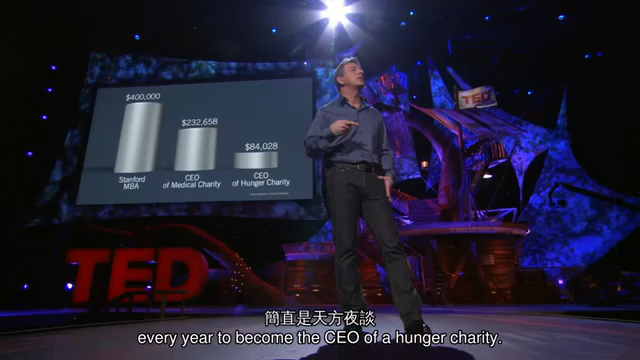 $400,000
$232,658
$84,028
Stanford
MBA
CEO
of Medical Charity
CEO
of Hunger Charity
TED
TED
簡直是天方夜談
every year to become the CEO of a hunger charity.